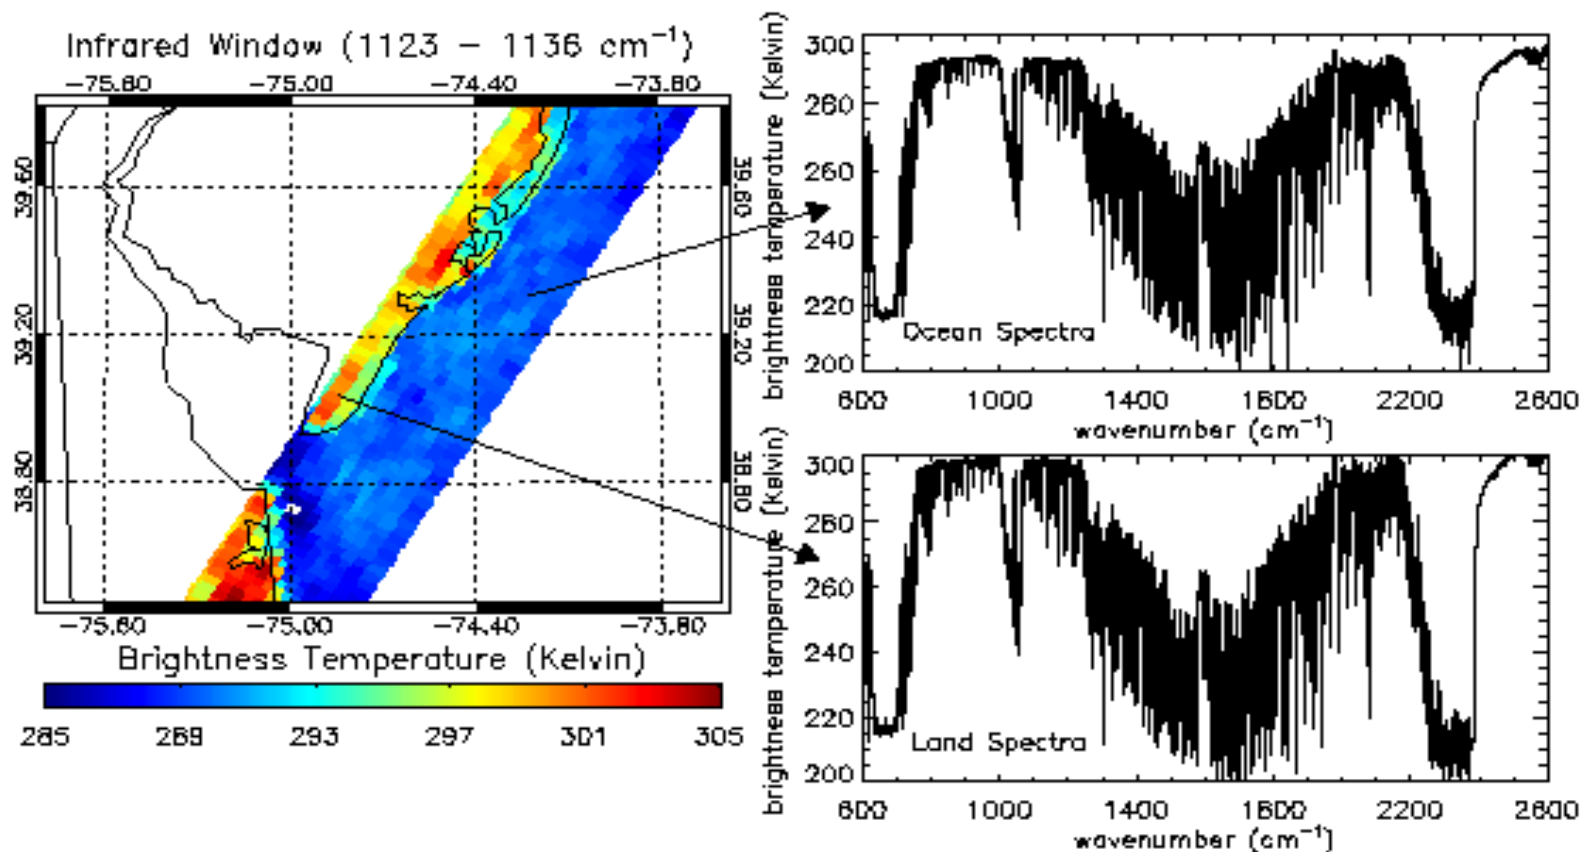 Infrared Window (1123 − 1136 cm⁻¹)
−75.60 −75.00 −74.40 −73.80
39.60
39.20
38.80
39.60
39.20
38.80
−75.60 −75.00 −74.40 −73.80
Brightness Temperature (Kelvin)
285 289 293 297 301 305
brightness temperature (Kelvin)
300
280
260
240
220
200
Ocean Spectra
600 1000 1400 1800 2200 2600
wavenumber (cm⁻¹)
brightness temperature (Kelvin)
300
280
260
240
220
200
Land Spectra
600 1000 1400 1800 2200 2600
wavenumber (cm⁻¹)